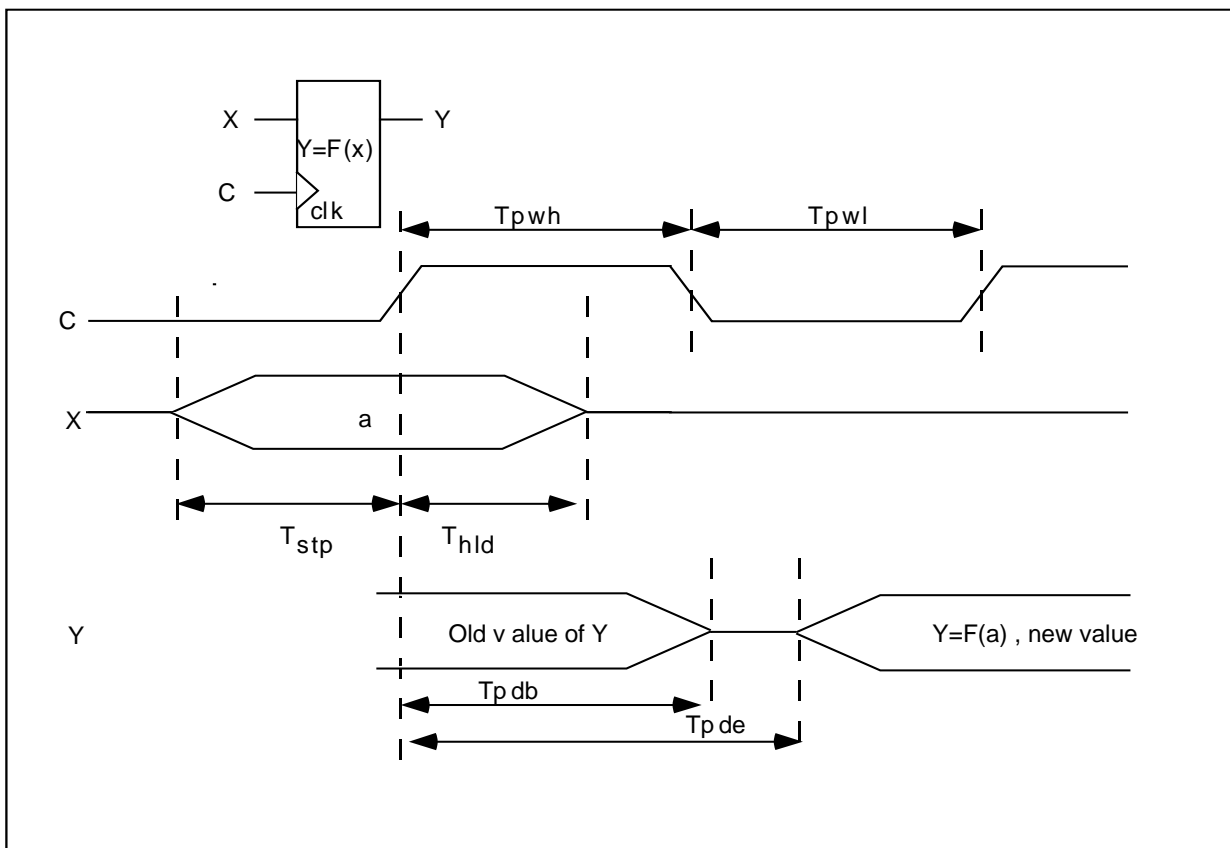 X
Y
Y=F(x)
C
clk
Tpwh
Tpwl
C
X
a
Tstp
Thld
Y
Old v alue of Y
Y=F(a) , new value
Tpdb
Tpde